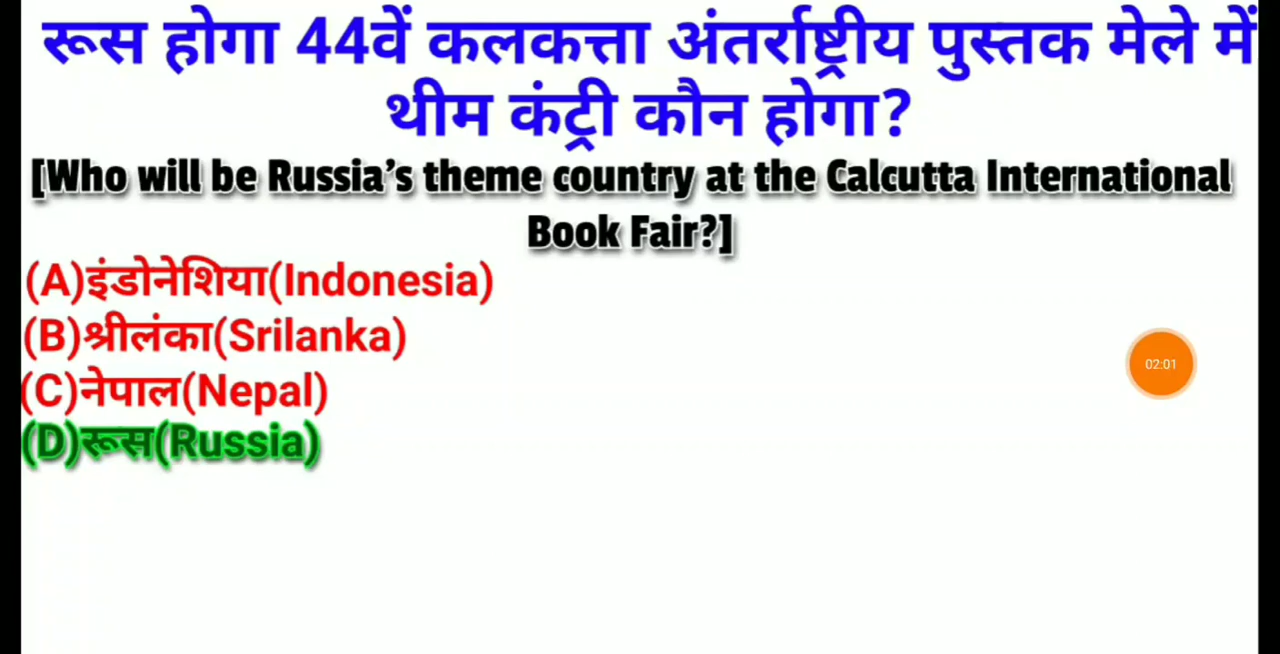 रूस होगा 44वें कलकत्ता अंतर्राष्ट्रीय पुस्तक मेले में
थीम कंट्री कौन होगा?
[Who will be Russia’s theme country at the Calcutta International
Book Fair?]
(A)इंडोनेशिया(Indonesia)
(B)श्रीलंका(Srilanka)
02:01
(C)नेपाल(Nepal)
(D)रूस(Russia)